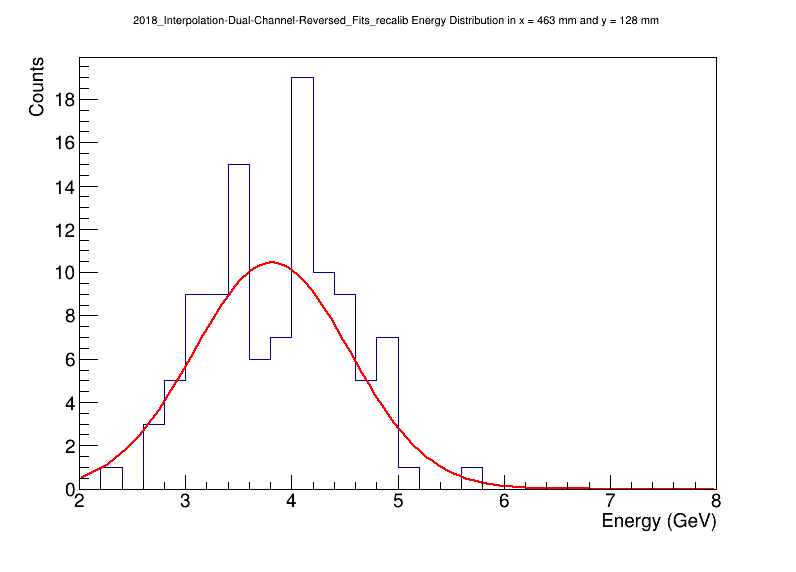 2018_Interpolation-Dual-Channel-Reversed_Fits_recalib Energy Distribution in x = 463 mm and y = 128 mm
Counts
18
16
14
12
10
8
6
4
2
0
2 3 4 5 6 7 8
Energy (GeV)